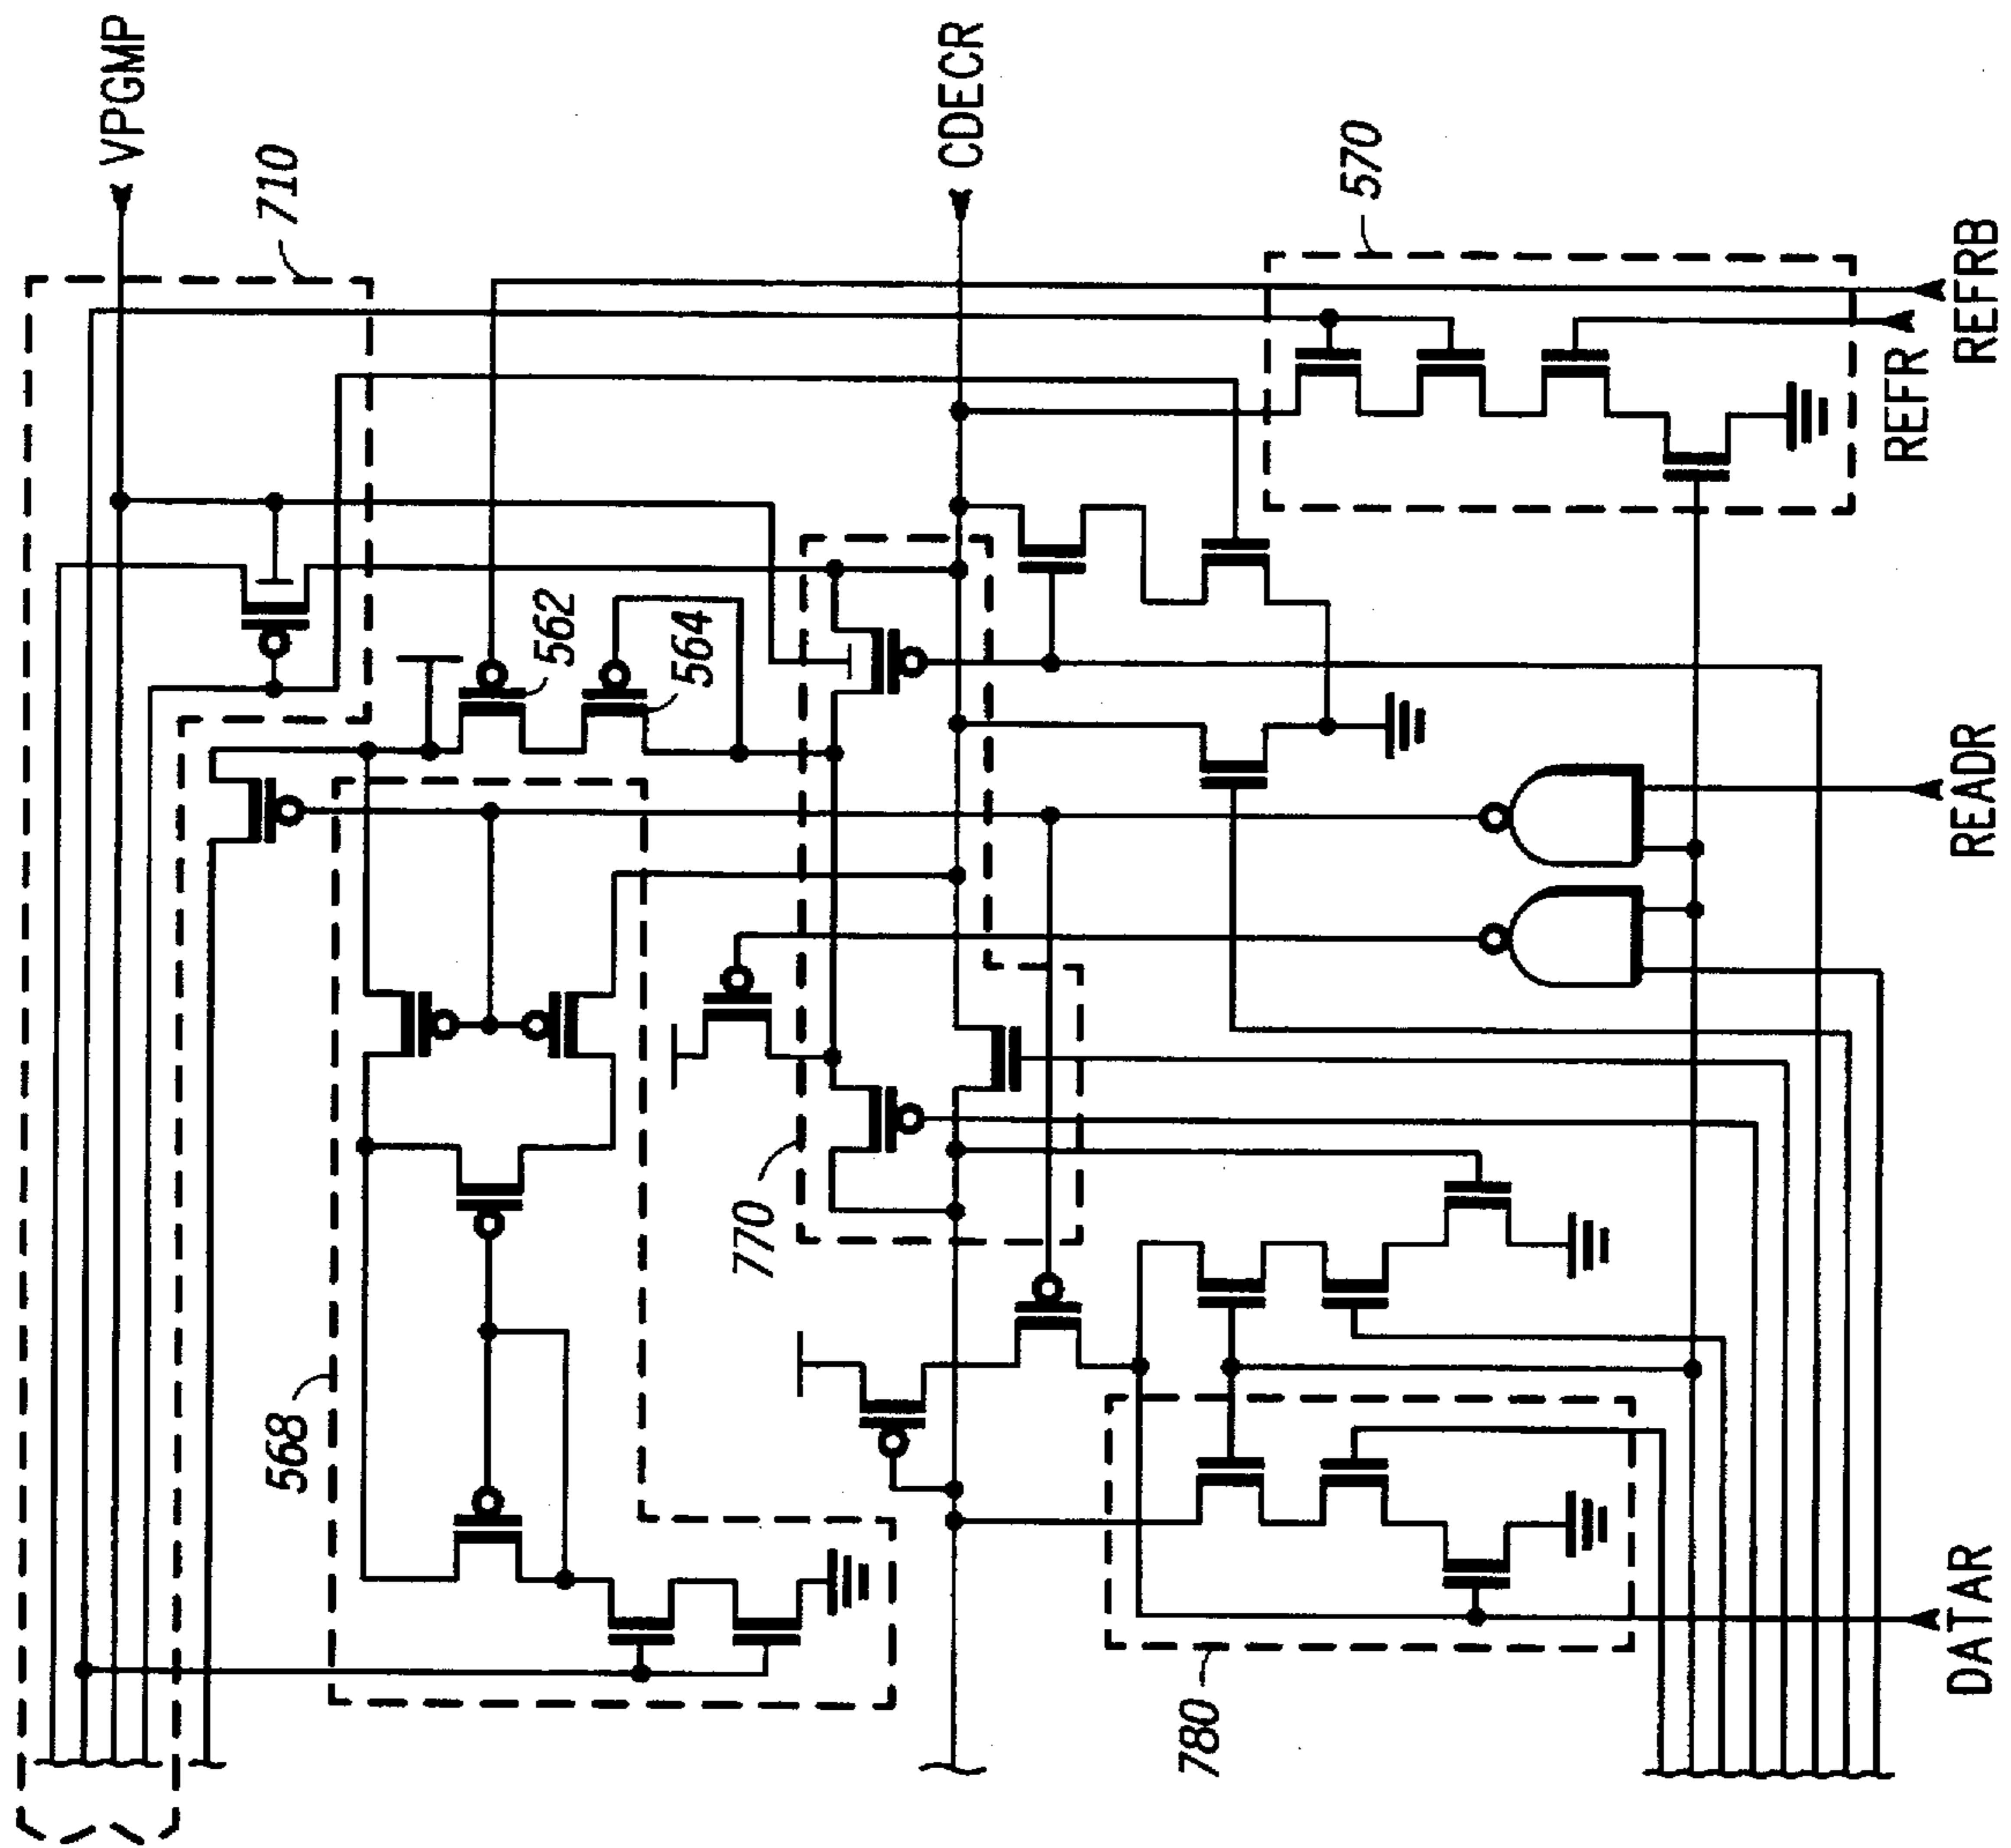 VPGMP
710
CDECR
570
562
564
REFRB
REFR
READR
770
568
780
DATAR